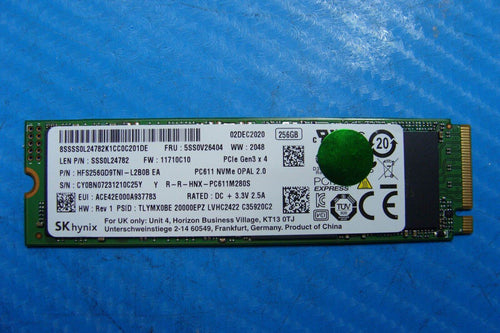 8SSSS0L24782K1CC0C201DE
02DEC2020
256GB
FRU : 5SS0V26404
WW : 2048
LEN P/N : SSS0L24782
FW : 11710C10
PCIe Gen3 x 4
P/N : HFS256GD9TNI - L2B0B EA
PC611 NVMe OPAL 2.0
S/N : CY0BN07231210C25Y
Y R-R-HNX-PC611M280S
EUI : ACE42E000A937783
RATED : DC + 3.3V 2.5A
HW : Rev 1
PSID : TLYMX0BE 20000EPZ LVHC2422 C35920C2
For UK only: Unit 4, Horizon Business Village, KT13 0TJ
Unterschweinstiege 2-14 60549, Frankfurt, Germany. Product of China
SK hynix
20
PCI
EXPRESS
TÜV